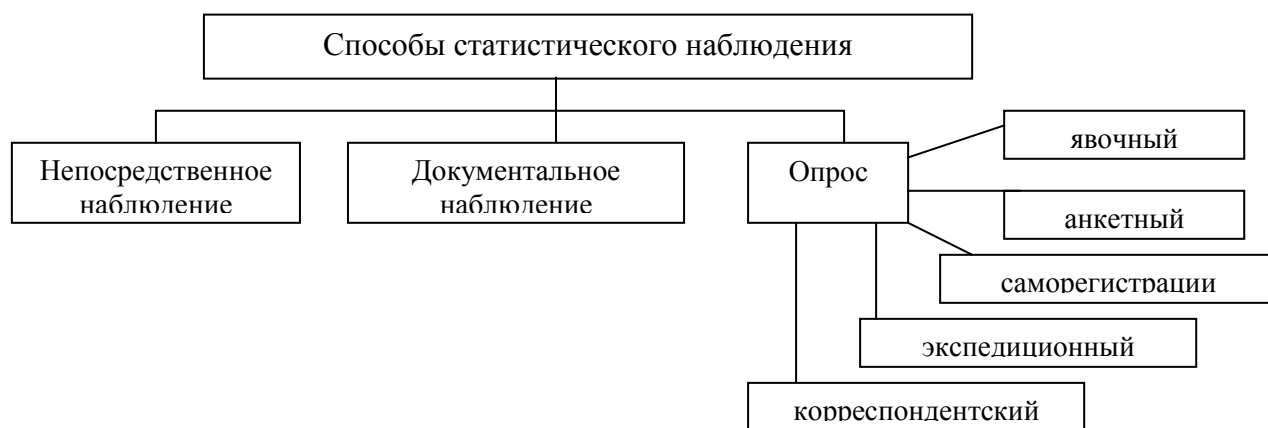 Способы статистического наблюдения
Непосредственное
наблюдение
Документальное
наблюдение
Опрос
явочный
анкетный
саморегистрации
экспедиционный
корреспондентский